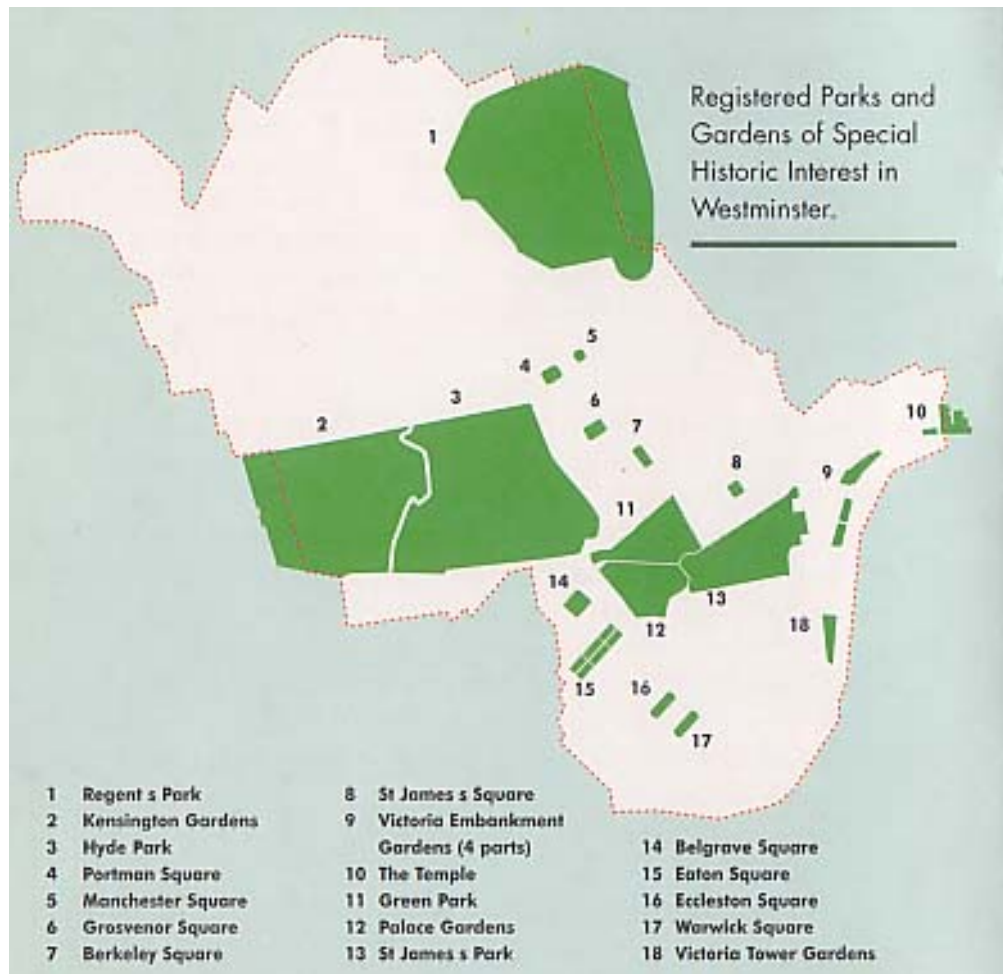 Registered Parks and
Gardens of Special
Historic Interest in
Westminster.
1
2
3
4
5
6
7
8
9
10
11
12
13
14
15
16
17
18
1 Regent s Park
2 Kensington Gardens
3 Hyde Park
4 Portman Square
5 Manchester Square
6 Grosvenor Square
7 Berkeley Square
8 St James s Square
9 Victoria Embankment
Gardens (4 parts)
10 The Temple
11 Green Park
12 Palace Gardens
13 St James s Park
14 Belgrave Square
15 Eaton Square
16 Eccleston Square
17 Warwick Square
18 Victoria Tower Gardens